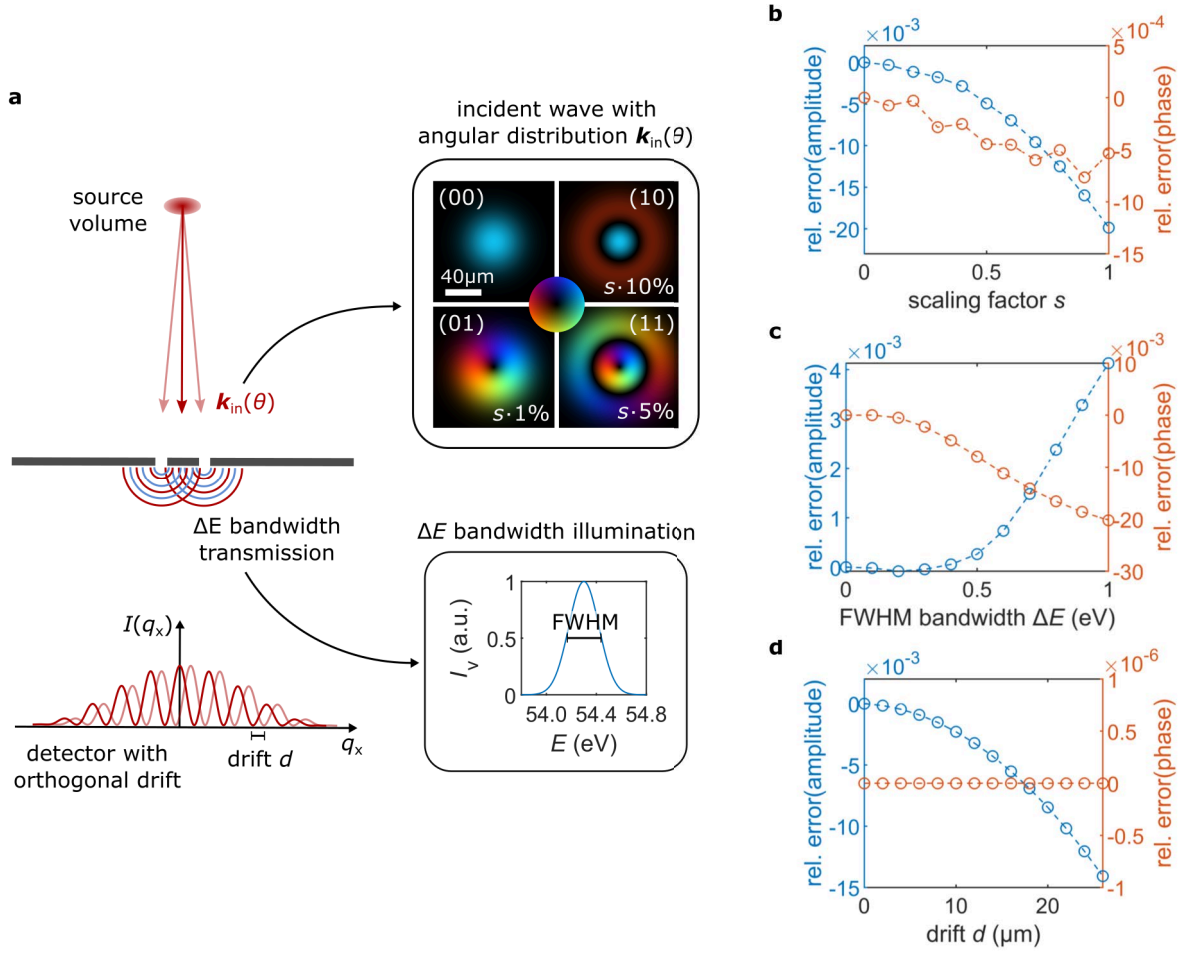 a
source
volume
k_in(θ)
incident wave with
angular distribution k_in(θ)
(00)
(10)
40µm
s·10%
(01)
(11)
s·1%
s·5%
ΔE bandwidth
transmission
ΔE bandwidth illumination
1
FWHM
0.5
0
I_v (a.u.)
54.0 54.4 54.8
E (eV)
I(q_x)
q_x
detector with
orthogonal drift
drift d
b
×10^-3
×10^-4
0
-5
-10
-15
-20
rel. error(amplitude)
5
0
-5
-10
-15
rel. error(phase)
0 0.5 1
scaling factor s
c
×10^-3
×10^-3
4
3
2
1
0
rel. error(amplitude)
10
0
-10
-20
-30
rel. error(phase)
0 0.5 1
FWHM bandwidth ΔE (eV)
d
×10^-3
×10^-6
0
-5
-10
-15
rel. error(amplitude)
1
0.5
0
-0.5
-1
rel. error(phase)
0 10 20
drift d (µm)